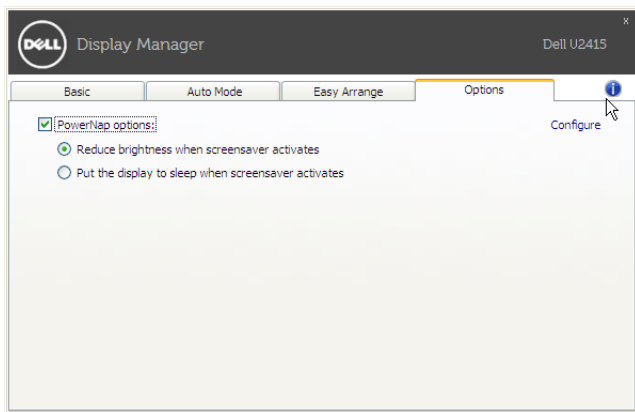 x
DELL Display Manager Dell U2415
Basic Auto Mode Easy Arrange Options i
PowerNap options: Configure
Reduce brightness when screensaver activates
Put the display to sleep when screensaver activates